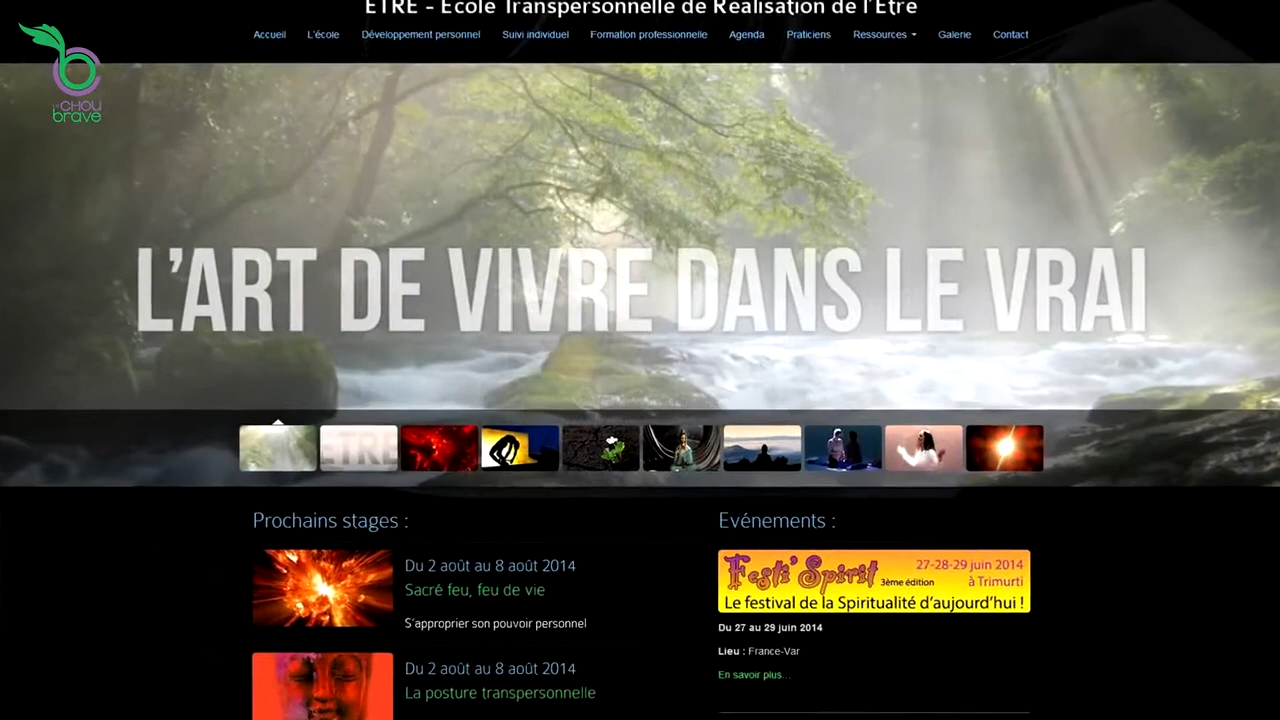 ETRE - Ecole Transpersonnelle de Réalisation de l'Etre
Accueil L'école Développement personnel Suivi individuel Formation professionnelle Agenda Praticiens Ressources Galerie Contact
CHOU
brave
L'ART DE VIVRE DANS LE VRAI
ETRE
Prochains stages :
Du 2 août au 8 août 2014
Sacré feu, feu de vie
S'approprier son pouvoir personnel
Du 2 août au 8 août 2014
La posture transpersonnelle
Evénements :
Festi'Spirit 3ème édition 27-28-29 juin 2014
à Trimurti
Le festival de la Spiritualité d'aujourd'hui !
Du 27 au 29 juin 2014
Lieu : France-Var
En savoir plus...